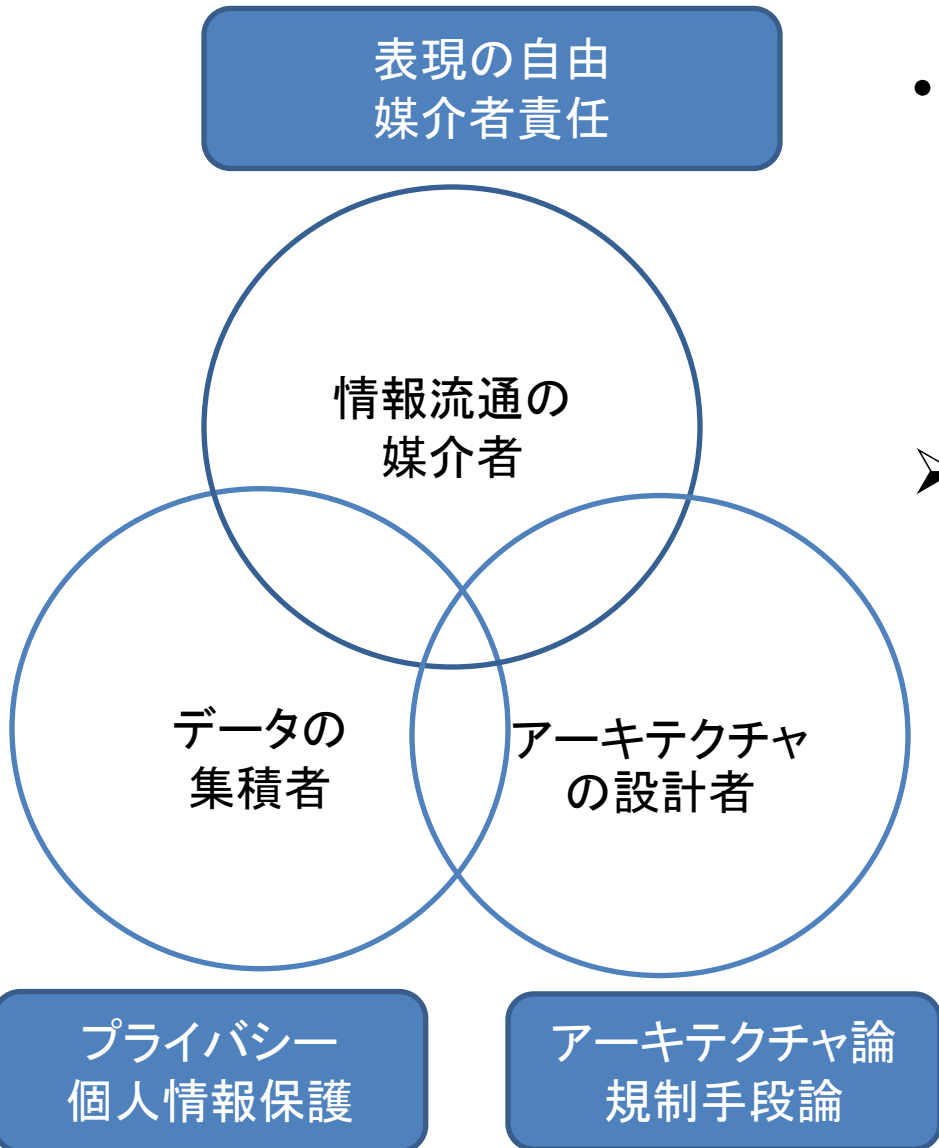 表現の自由
媒介者責任
情報流通の
媒介者
データの
集積者
アーキテクチャ
の設計者
プライバシー
個人情報保護
アーキテクチャ論
規制手段論